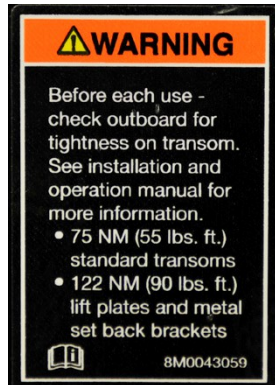 WARNING
Before each use -
check outboard for
tightness on transom.
See installation and
operation manual for
more information.
• 75 NM (55 lbs. ft.)
standard transoms
• 122 NM (90 lbs. ft.)
lift plates and metal
set back brackets
8M0043059